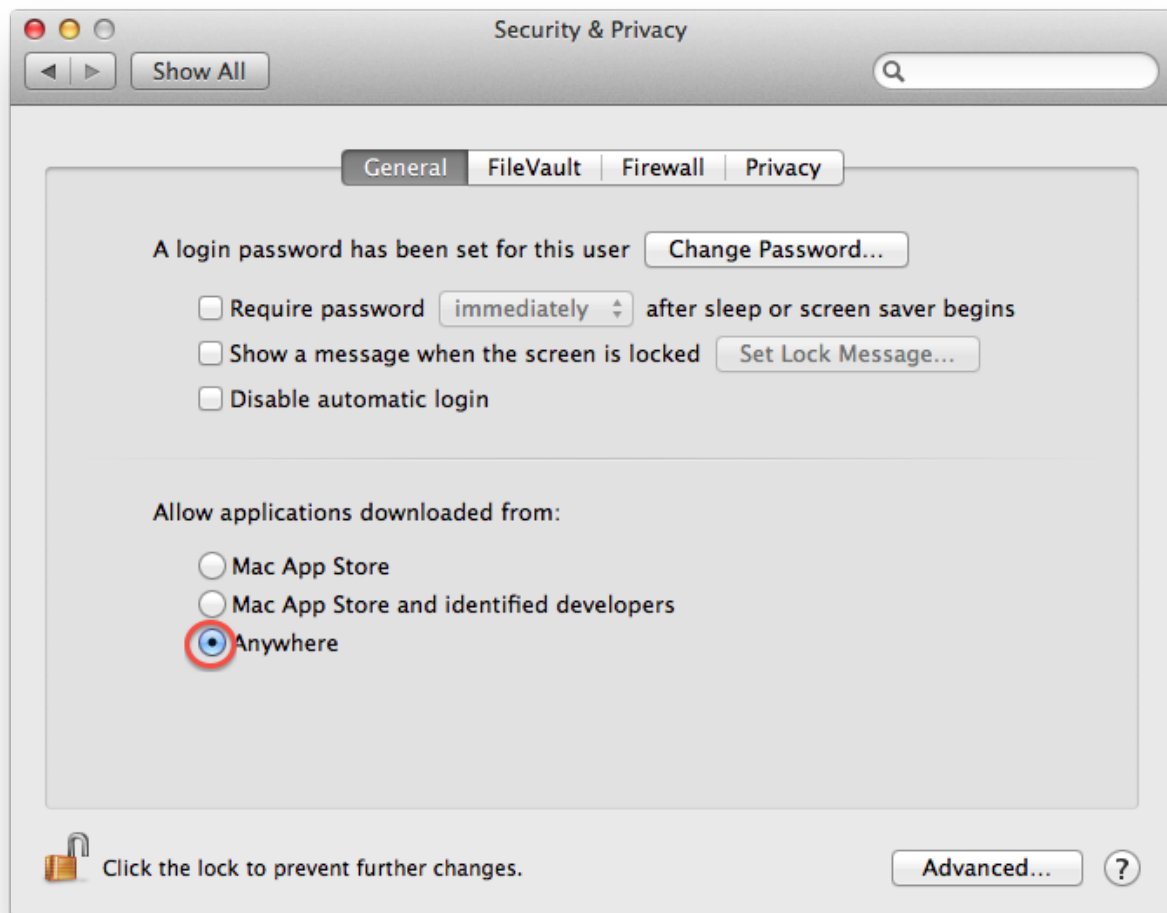 Security & Privacy
Show All
General FileVault Firewall Privacy
A login password has been set for this user Change Password...
Require password immediately after sleep or screen saver begins
Show a message when the screen is locked Set Lock Message...
Disable automatic login
Allow applications downloaded from:
Mac App Store
Mac App Store and identified developers
Anywhere
Click the lock to prevent further changes. Advanced... ?